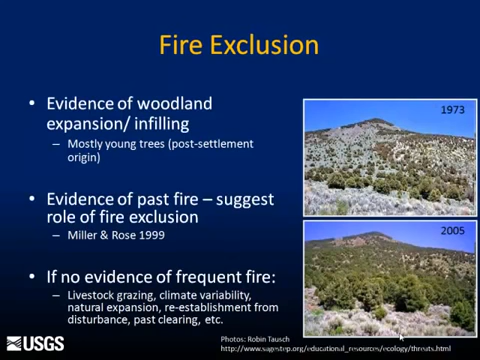 Fire Exclusion
• Evidence of woodland
expansion/ infilling
– Mostly young trees (post-settlement
origin)
• Evidence of past fire – suggest
role of fire exclusion
– Miller & Rose 1999
• If no evidence of frequent fire:
– Livestock grazing, climate variability,
natural expansion, re-establishment from
disturbance, past clearing, etc.
1973
2005
USGS
Photos: Robin Tausch
http://www.sagestep.org/educational_resources/ecology/threats.html